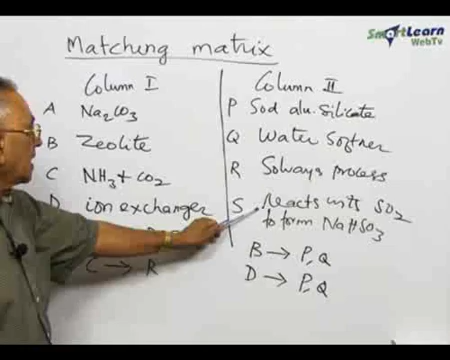 SmartLearn
WebTv
Matching matrix
Column I Column II
A Na2CO3 P Sod alu. Silicate
B Zeolite Q Water Softner
C NH3 + CO2 R Solvays process
D ion exchanger S Reacts with SO2
to form NaHSO3
B → P, Q
C → R D → P, Q